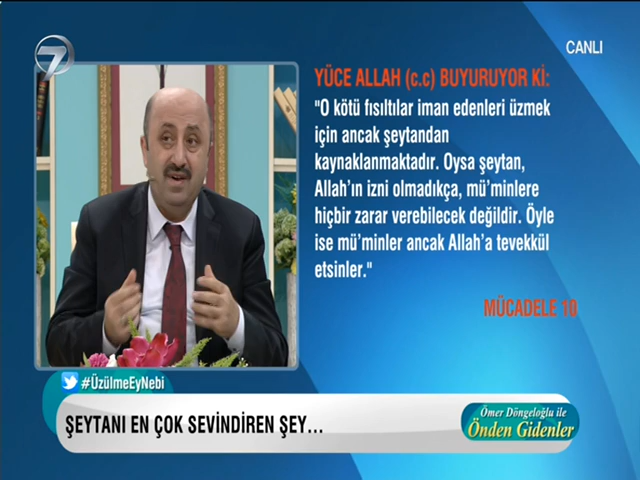 7
CANLI
YÜCE ALLAH (c.c) BUYURUYOR Kİ:
"O kötü fısıltılar iman edenleri üzmek
için ancak şeytandan
kaynaklanmaktadır. Oysa şeytan,
Allah'ın izni olmadıkça, mü'minlere
hiçbir zarar verebilecek değildir. Öyle
ise mü'minler ancak Allah'a tevekkül
etsinler."
MÜCADELE 10
#ÜzülmeEyNebi
ŞEYTANI EN ÇOK SEVİNDİREN ŞEY...
Ömer Döngeloğlu ile
Önden Gidenler